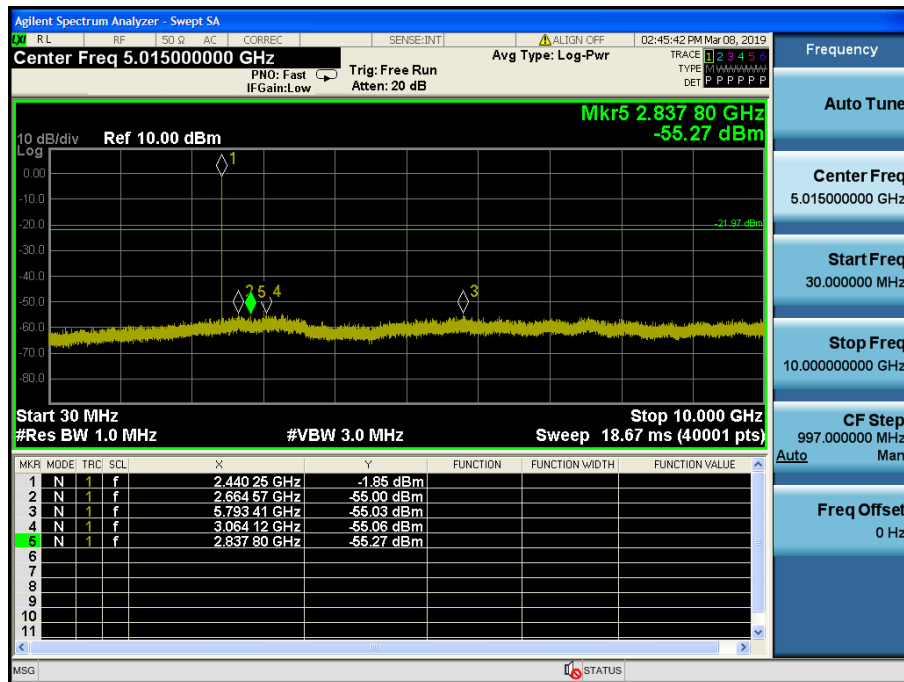 Agilent Spectrum Analyzer - Swept SA
LXI RL RF 50 Ω AC CORREC SENSE:INT ALIGN OFF 02:45:42 PM Mar 08, 2019
Center Freq 5.015000000 GHz
PNO: Fast
IFGain:Low
Trig: Free Run
Atten: 20 dB
Avg Type: Log-Pwr
TRACE 1 2 3 4 5 6
TYPE M WWWWW
DET P P P P P P
Mkr5 2.837 80 GHz
-55.27 dBm
10 dB/div Ref 10.00 dBm
Log
0.00
-10.0
-20.0
-30.0
-40.0
-50.0
-60.0
-70.0
-80.0
1
-21.97 dBm
2 5 4 3
Start 30 MHz Stop 10.000 GHz
#Res BW 1.0 MHz #VBW 3.0 MHz Sweep 18.67 ms (40001 pts)
MKR MODE TRC SCL X Y FUNCTION FUNCTION WIDTH FUNCTION VALUE
1 N 1 f 2.440 25 GHz -1.85 dBm
2 N 1 f 2.664 57 GHz -55.00 dBm
3 N 1 f 5.793 41 GHz -55.03 dBm
4 N 1 f 3.064 12 GHz -55.06 dBm
5 N 1 f 2.837 80 GHz -55.27 dBm
6
7
8
9
10
11
MSG STATUS
Frequency
Auto Tune
Center Freq
5.015000000 GHz
Start Freq
30.000000 MHz
Stop Freq
10.000000000 GHz
CF Step
997.000000 MHz
Auto Man
Freq Offset
0 Hz